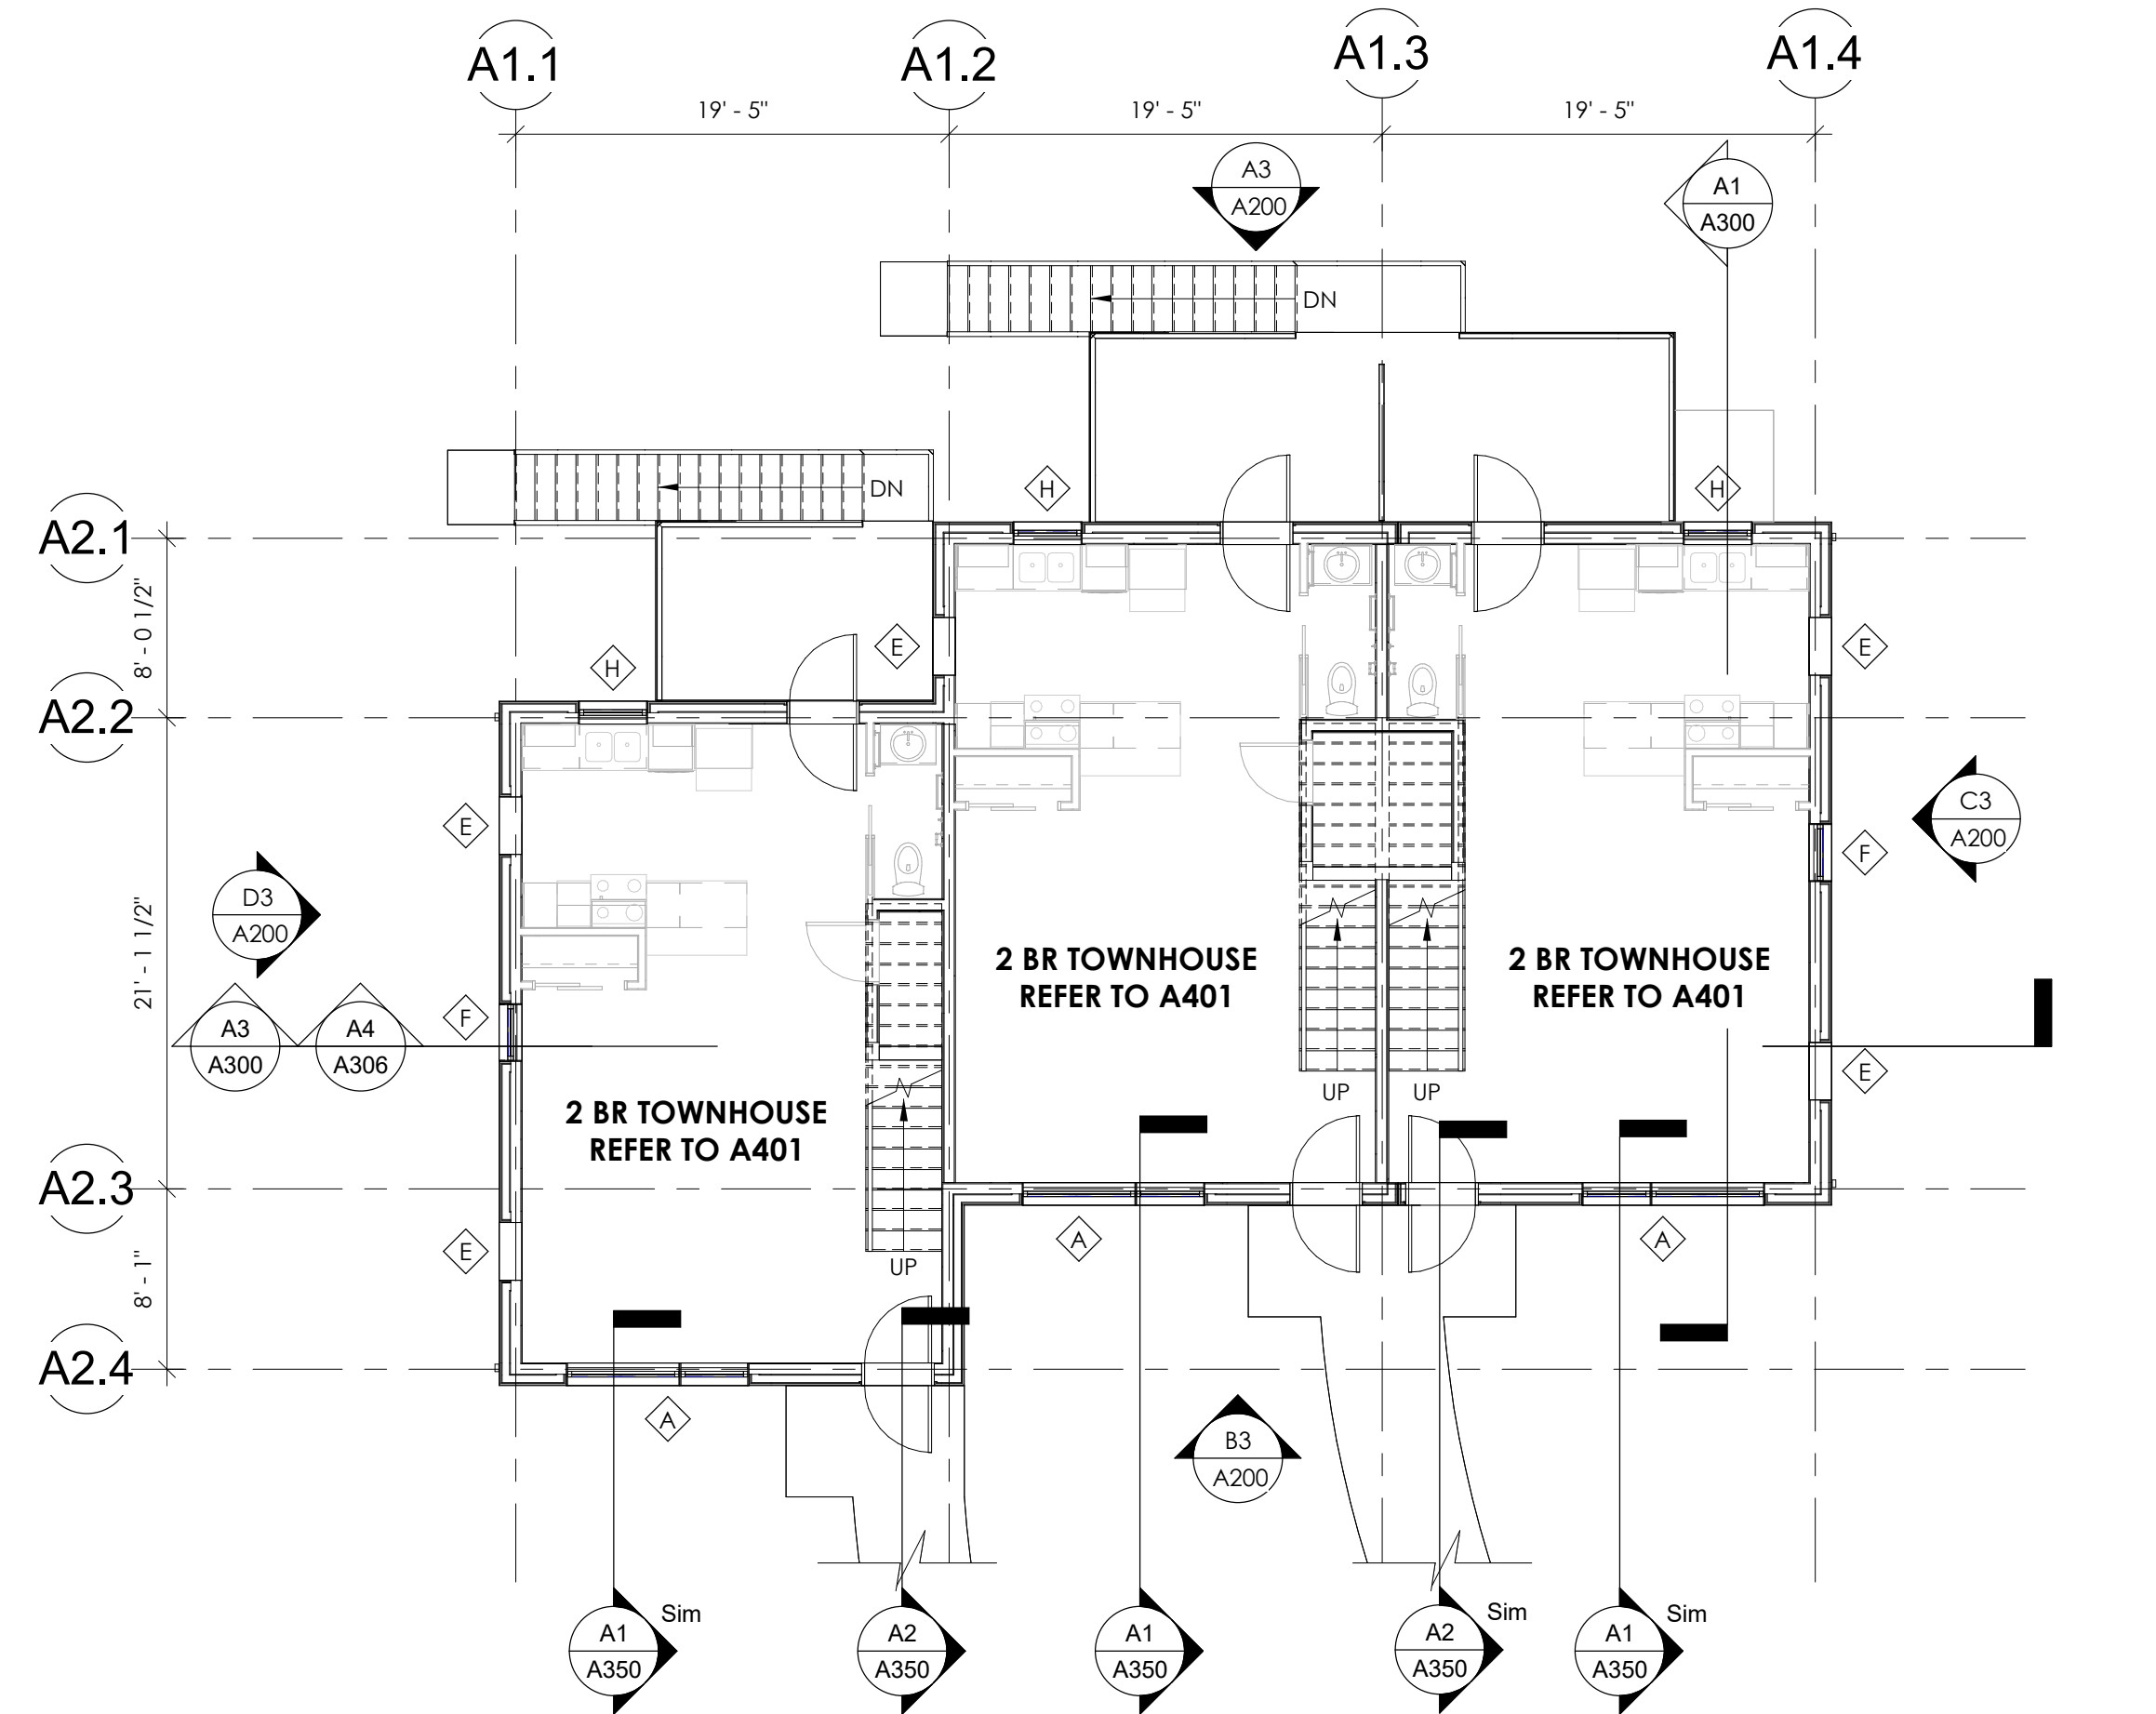 A1.1
A1.2
A1.3
A1.4
19' - 5"
19' - 5"
19' - 5"
A3
A200
A1
A300
DN
DN
H
H
A2.1
8' - 0 1/2"
H
E
E
A2.2
E
F
C3
A200
D3
A200
21' - 1 1/2"
2 BR TOWNHOUSE
REFER TO A401
2 BR TOWNHOUSE
REFER TO A401
F
A3
A300
A4
A306
E
UP
UP
2 BR TOWNHOUSE
REFER TO A401
A2.3
E
A
A
UP
8' - 1"
A2.4
A
B3
A200
A1
A350
Sim
A2
A350
A1
A350
A2
A350
Sim
A1
A350
Sim